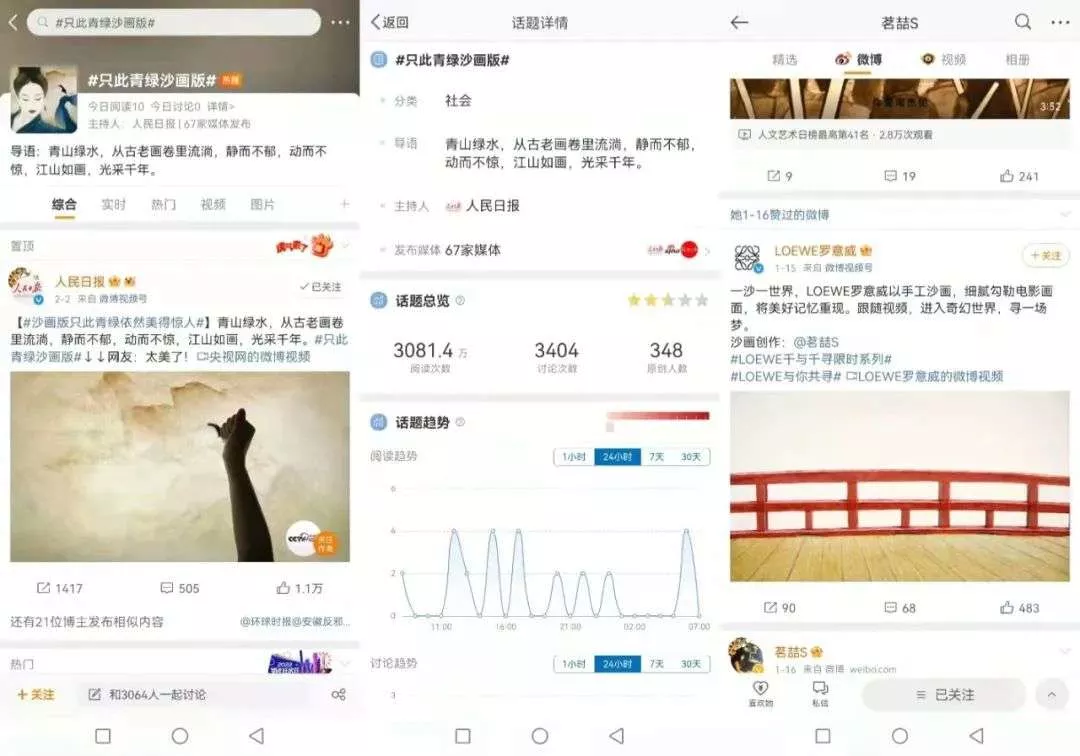 #只此青绿沙画版#
#只此青绿沙画版# 热搜
今日阅读10 今日讨论0 详情>
主持人：人民日报 | 67家媒体发布
导语：青山绿水，从古老画卷里流淌，静而不郁，动而不
惊，江山如画，光采千年。
综合 实时 热门 视频 图片 +
置顶
人民日报
2-2 来自 微博视频号
已关注
【#沙画版只此青绿依然美得惊人#】青山绿水，从古老画卷
里流淌，静而不郁，动而不惊，江山如画，光采千年。#只此
青绿沙画版#↓↓网友：太美了！央视网的微博视频
关注
作者
1417 505 1.1万
还有21位博主发布相似内容 @环球时报@安徽反邪...
热门
+关注 和3064人一起讨论
返回 话题详情
#只此青绿沙画版#
分类 社会
导语 青山绿水，从古老画卷里流淌，静而不郁，
动而不惊，江山如画，光采千年。
主持人 人民日报
发布媒体 67家媒体
话题总览
3081.4万 3404 348
阅读次数 讨论次数 原创人数
话题趋势
阅读趋势 1小时 24小时 7天 30天
6
4
2
0
11:00 16:00 21:00 02:00 07:00
讨论趋势 1小时 24小时 7天 30天
3
茗喆S
精选 微博 视频 相册
3:52
人文艺术日榜最高第41名 · 2.8万次观看
9 19 241
她1-16赞过的微博
LOEWE罗意威
1-15 来自 微博视频号
+关注
一沙一世界，LOEWE罗意威以手工沙画，细腻勾勒电影画
面，将美好记忆重现。跟随视频，进入奇幻世界，寻一场
梦。
沙画创作：@茗喆S
#LOEWE千与千寻限时系列#
#LOEWE与你共寻# LOEWE罗意威的微博视频
90 68 483
茗喆S
1-16 来自 微博 weibo.com
喜欢她 私信 已关注